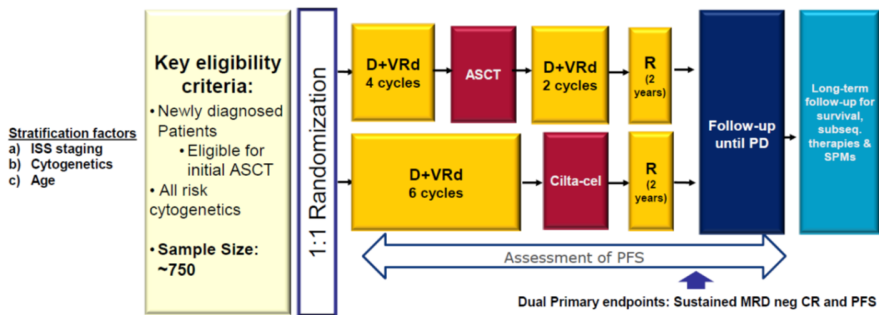 Stratification factors
a) ISS staging
b) Cytogenetics
c) Age
Key eligibility
criteria:
• Newly diagnosed
Patients
• Eligible for
initial ASCT
• All risk
cytogenetics
• Sample Size:
~750
1:1 Randomization
D+VRd
4 cycles
ASCT
D+VRd
2 cycles
R
(2
years)
D+VRd
6 cycles
Cilta-cel
R
(2
years)
Follow-up
until PD
Long-term
follow-up for
survival,
subseq.
therapies &
SPMs
Assessment of PFS
Dual Primary endpoints: Sustained MRD neg CR and PFS